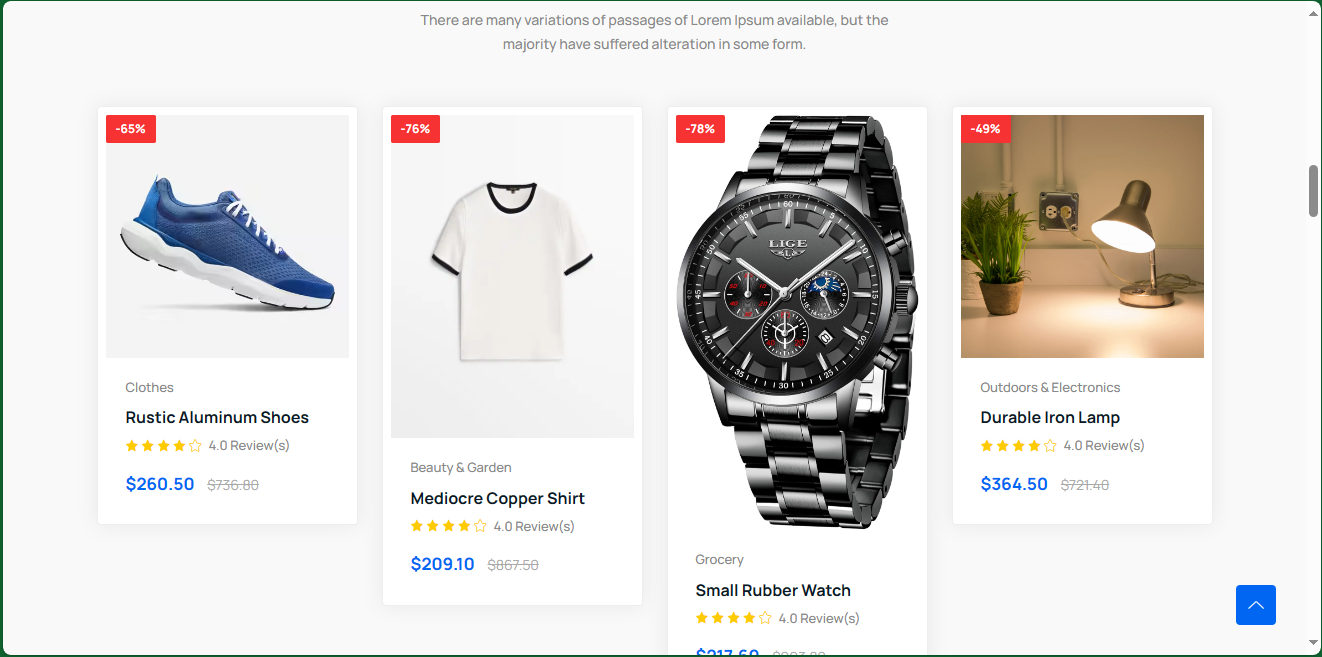 There are many variations of passages of Lorem Ipsum available, but the
majority have suffered alteration in some form.
-65%
Clothes
Rustic Aluminum Shoes
4.0 Review(s)
$260.50 $736.80
-76%
Beauty & Garden
Mediocre Copper Shirt
4.0 Review(s)
$209.10 $867.50
-78%
LIGE
Grocery
Small Rubber Watch
4.0 Review(s)
$217.60
-49%
Outdoors & Electronics
Durable Iron Lamp
4.0 Review(s)
$364.50 $721.40